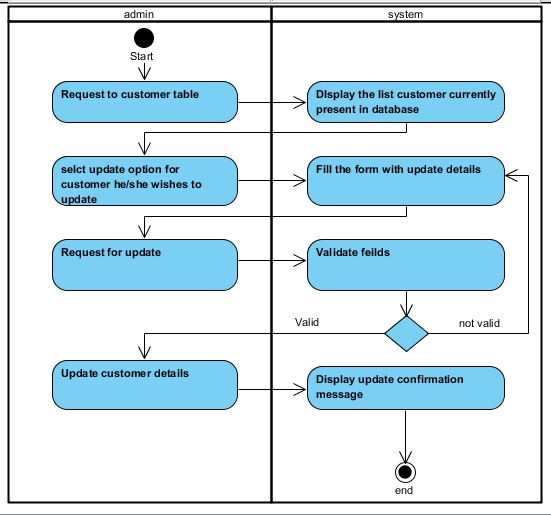 admin
system
Start
Request to customer table
DIsplay the list customer currently
present in database
selct update option for
customer he/she wishes to
update
Fill the form with update details
Request for update
Validate feilds
Valid
not valid
Update customer details
Display update confirmation
message
end